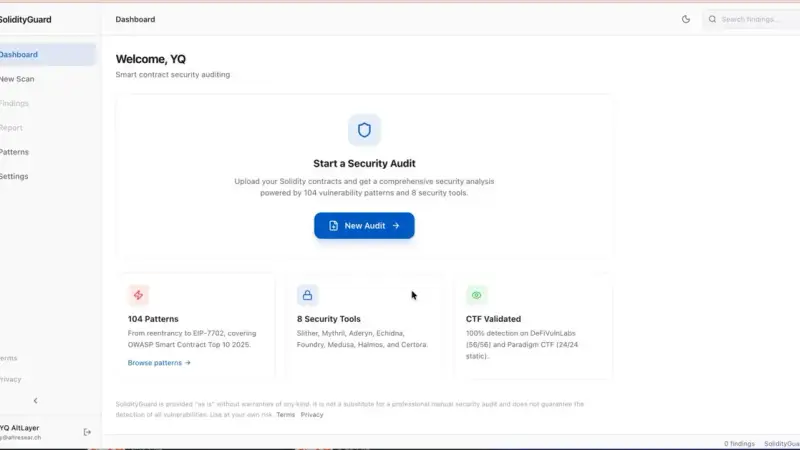 SolidityGuard
Dashboard
Search findings...
Dashboard
New Scan
Findings
Report
Patterns
Settings
Welcome, YQ
Smart contract security auditing
Start a Security Audit
Upload your Solidity contracts and get a comprehensive security analysis
powered by 104 vulnerability patterns and 8 security tools.
New Audit →
104 Patterns
From reentrancy to EIP-7702, covering
OWASP Smart Contract Top 10 2025.
Browse patterns →
8 Security Tools
Slither, Mythril, Aderyn, Echidna,
Foundry, Medusa, Halmos, and Certora.
CTF Validated
100% detection on DeFiVulnLabs
(56/56) and Paradigm CTF (24/24
static).
SolidityGuard is provided "as is" without warranties of any kind. It is not a substitute for a professional manual security audit and does not guarantee the
detection of all vulnerabilities. Use at your own risk. Terms Privacy
erms
rivacy
YQ AltLayer
0 findings
SolidityGua